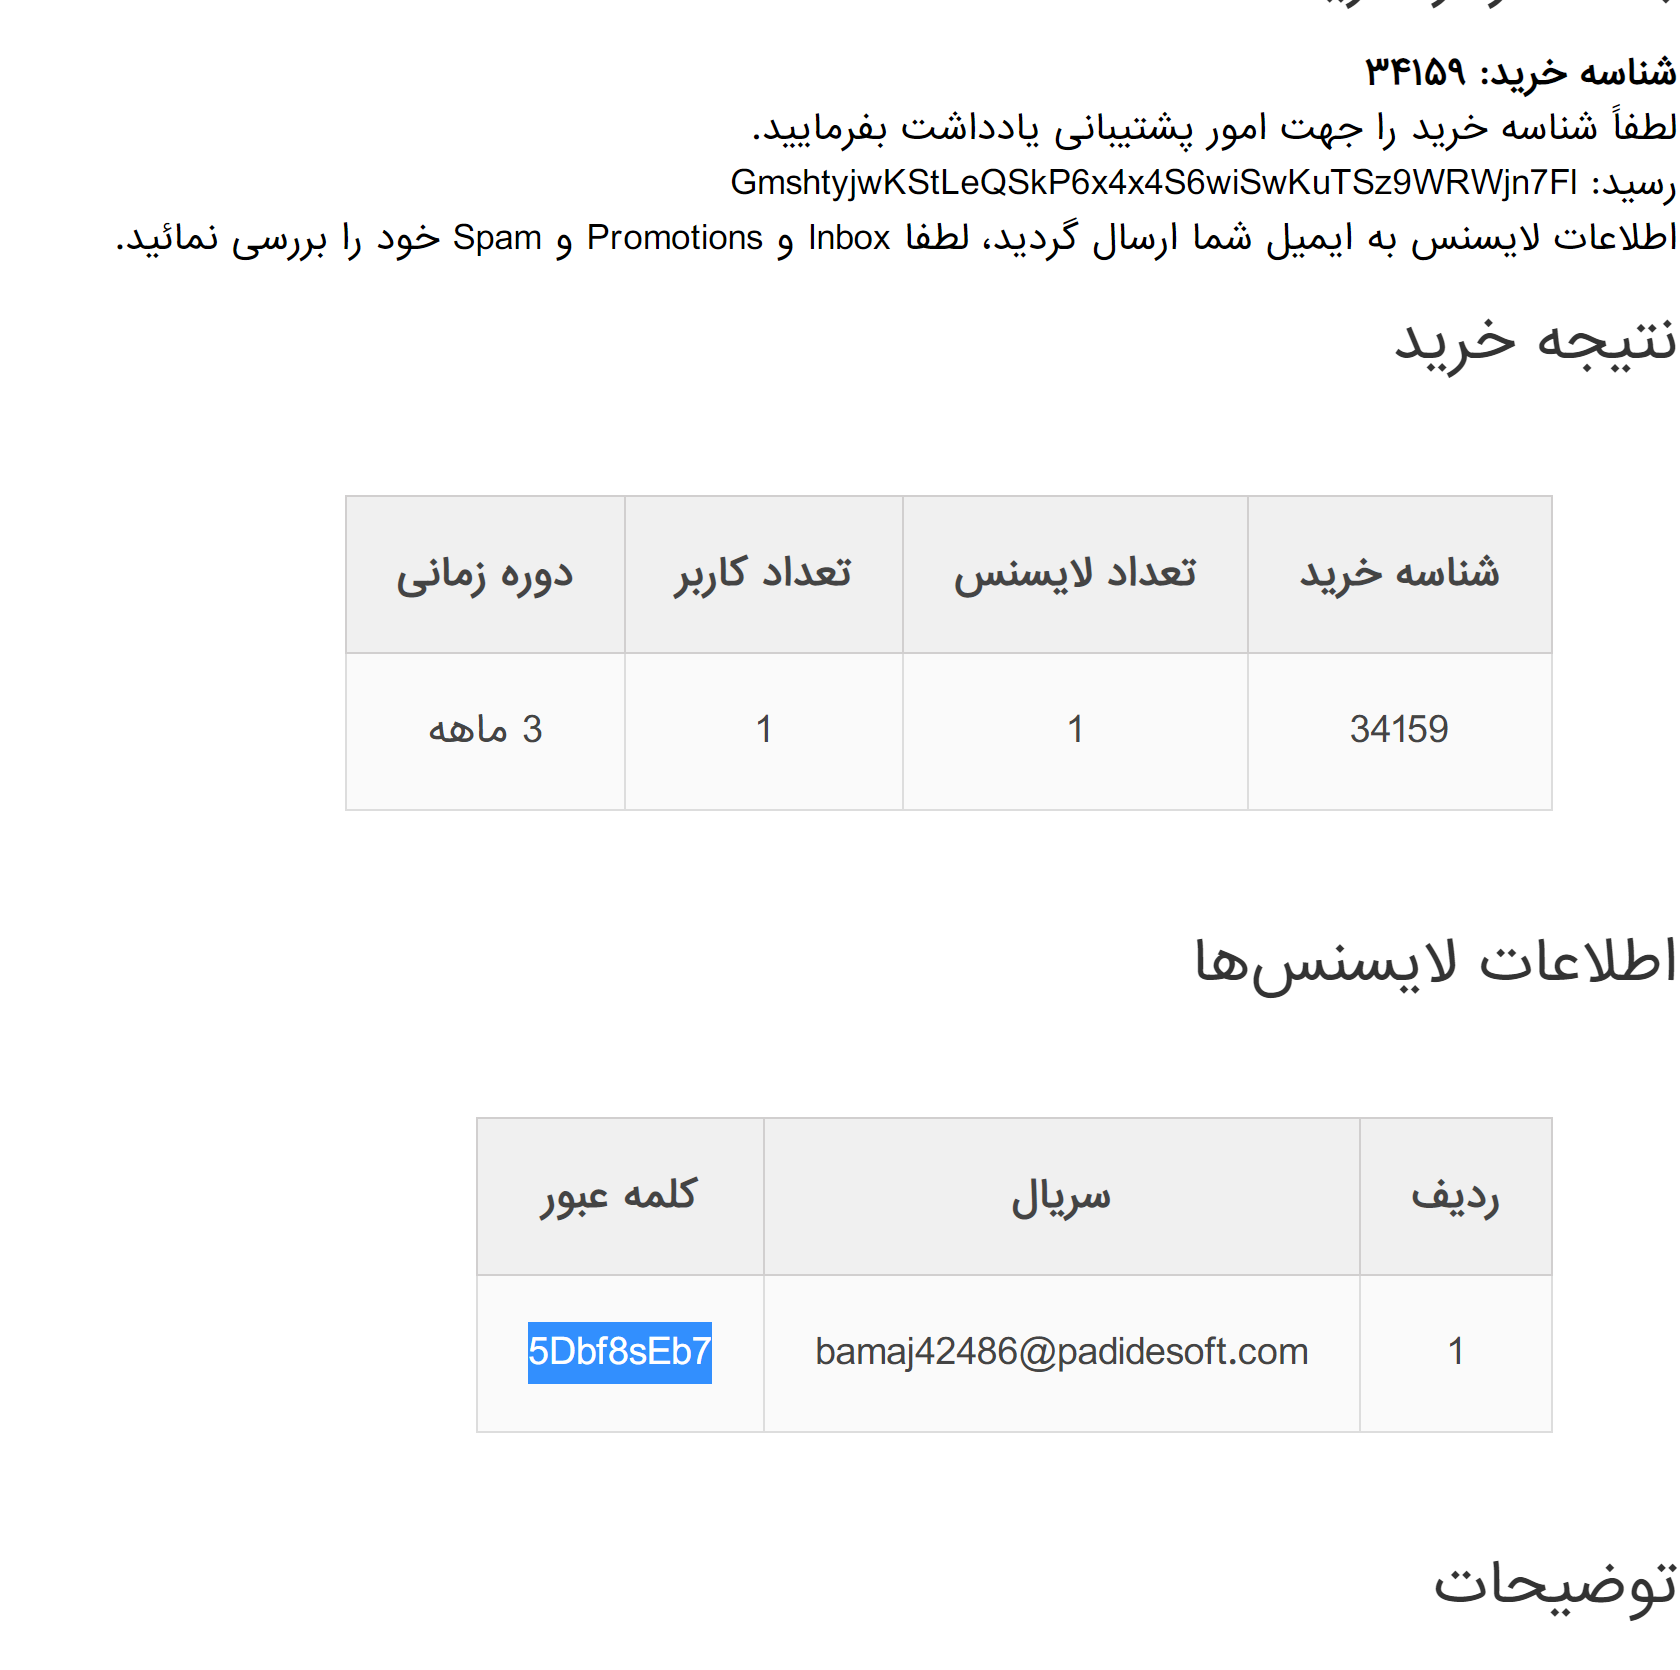 شناسه خرید: ۳۴۱۵۹
لطفاً شناسه خرید را جهت امور پشتیبانی یادداشت بفرمایید.
رسید: GmshtyjwKStLeQSkP6x4x4S6wiSwKuTSz9WRWjn7Fl
اطلاعات لایسنس به ایمیل شما ارسال گردید، لطفا Inbox و Promotions و Spam خود را بررسی نمائید.
نتیجه خرید
شناسه خرید تعداد لایسنس تعداد کاربر دوره زمانی
34159 1 1 3 ماهه
اطلاعات لایسنس‌ها
ردیف سریال کلمه عبور
1 bamaj42486@padidesoft.com 5Dbf8sEb7
توضیحات